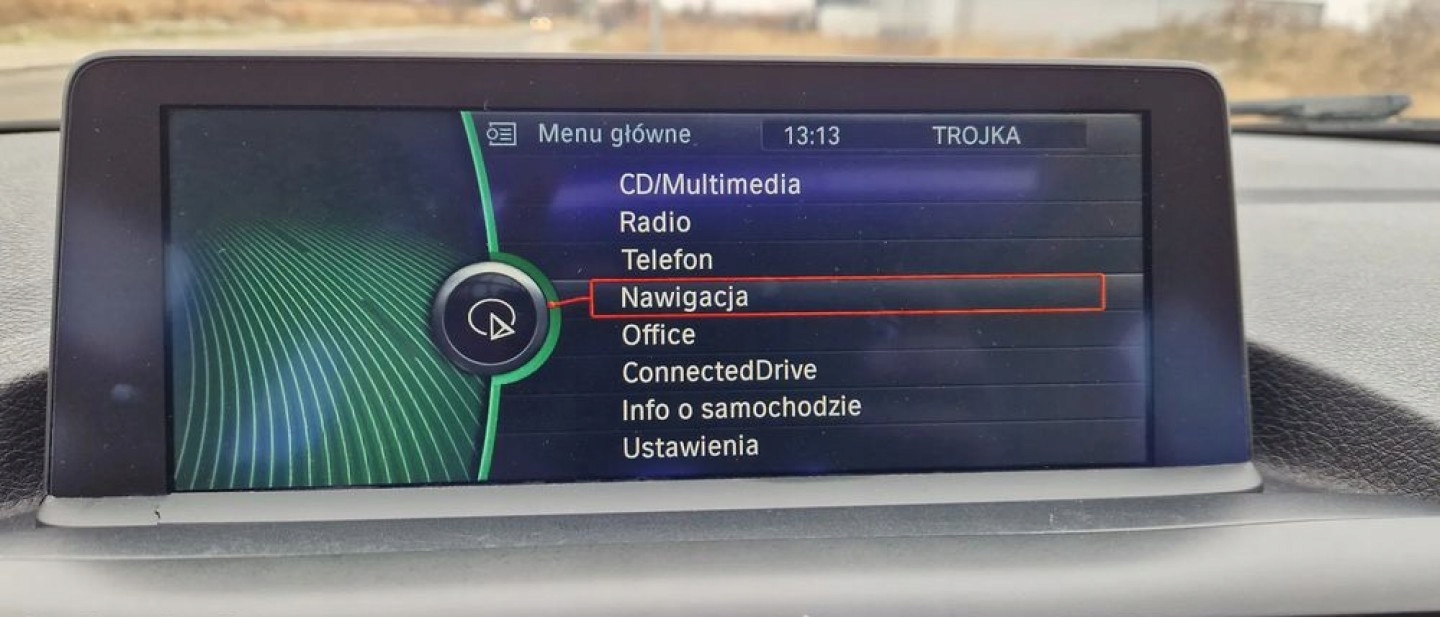 Menu główne 13:13 TROJKA
CD/Multimedia
Radio
Telefon
Nawigacja
Office
ConnectedDrive
Info o samochodzie
Ustawienia